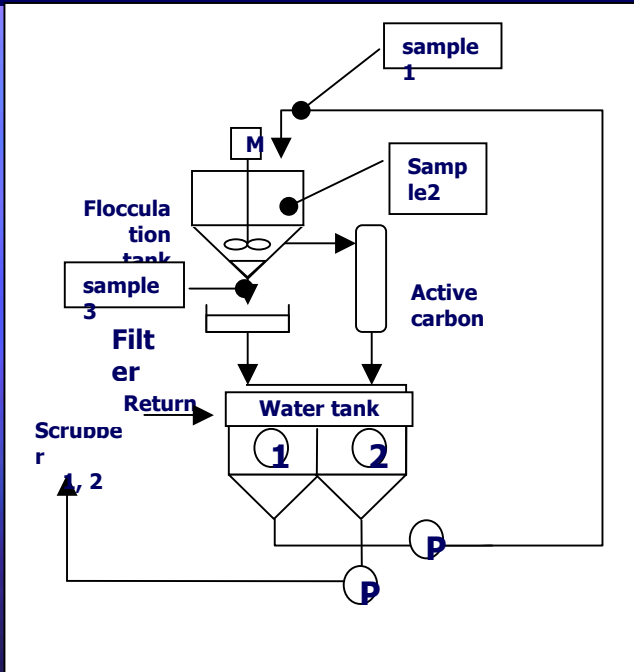 sample
1
M
Samp
le2
Floccula
tion
tank
sample
3
Active
carbon
Filt
er
Return
Water tank
Scrubbe
r
1, 2
1
2
P
P